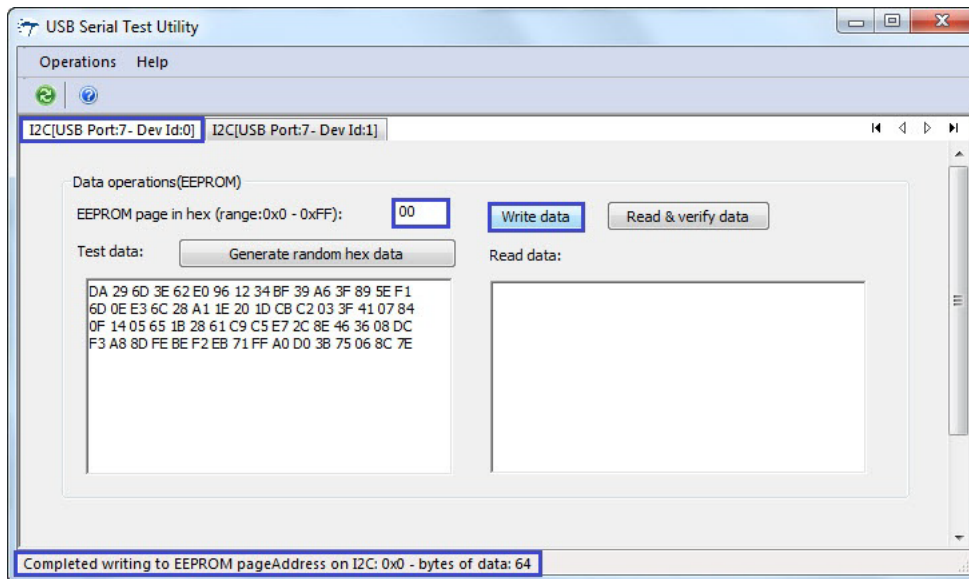 USB Serial Test Utility
Operations Help
I2C[USB Port:7- Dev Id:0] I2C[USB Port:7- Dev Id:1]
Data operations(EEPROM)
EEPROM page in hex (range:0x0 - 0xFF): 00 Write data Read & verify data
Test data: Generate random hex data Read data:
DA 29 6D 3E 62 E0 96 12 34 BF 39 A6 3F 89 5E F1
6D 0E E3 6C 28 A1 1E 20 1D CB C2 03 3F 41 07 84
0F 14 05 65 1B 28 61 C9 C5 E7 2C 8E 46 36 08 DC
F3 A8 8D FE BE F2 EB 71 FF A0 D0 3B 75 06 8C 7E
Completed writing to EEPROM pageAddress on I2C: 0x0 - bytes of data: 64